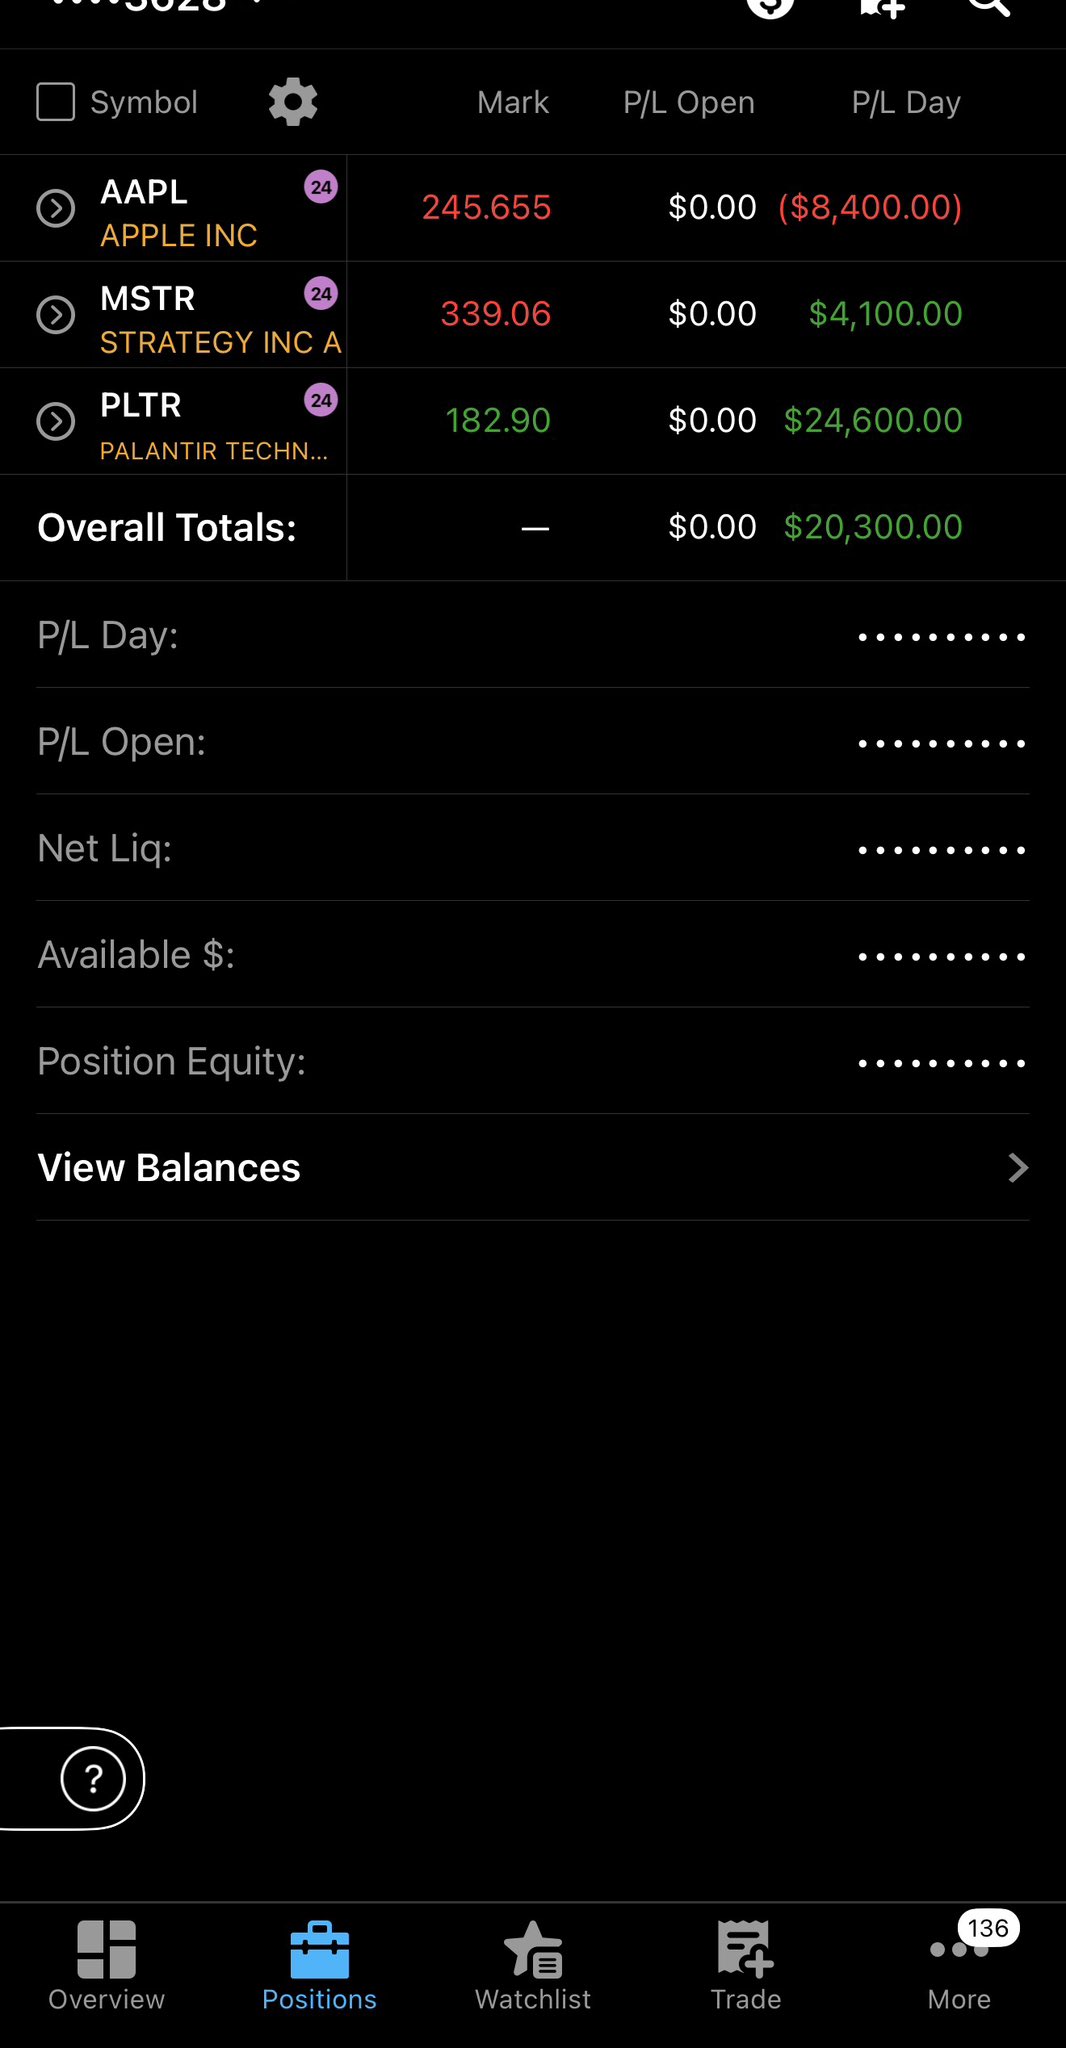 Symbol Mark P/L Open P/L Day
AAPL 24 245.655 $0.00 ($8,400.00)
APPLE INC
MSTR 24 339.06 $0.00 $4,100.00
STRATEGY INC A
PLTR 24 182.90 $0.00 $24,600.00
PALANTIR TECHN...
Overall Totals: — $0.00 $20,300.00
P/L Day: ••••••••••
P/L Open: ••••••••••
Net Liq: ••••••••••
Available $: ••••••••••
Position Equity: ••••••••••
View Balances
?
136
Overview Positions Watchlist Trade More